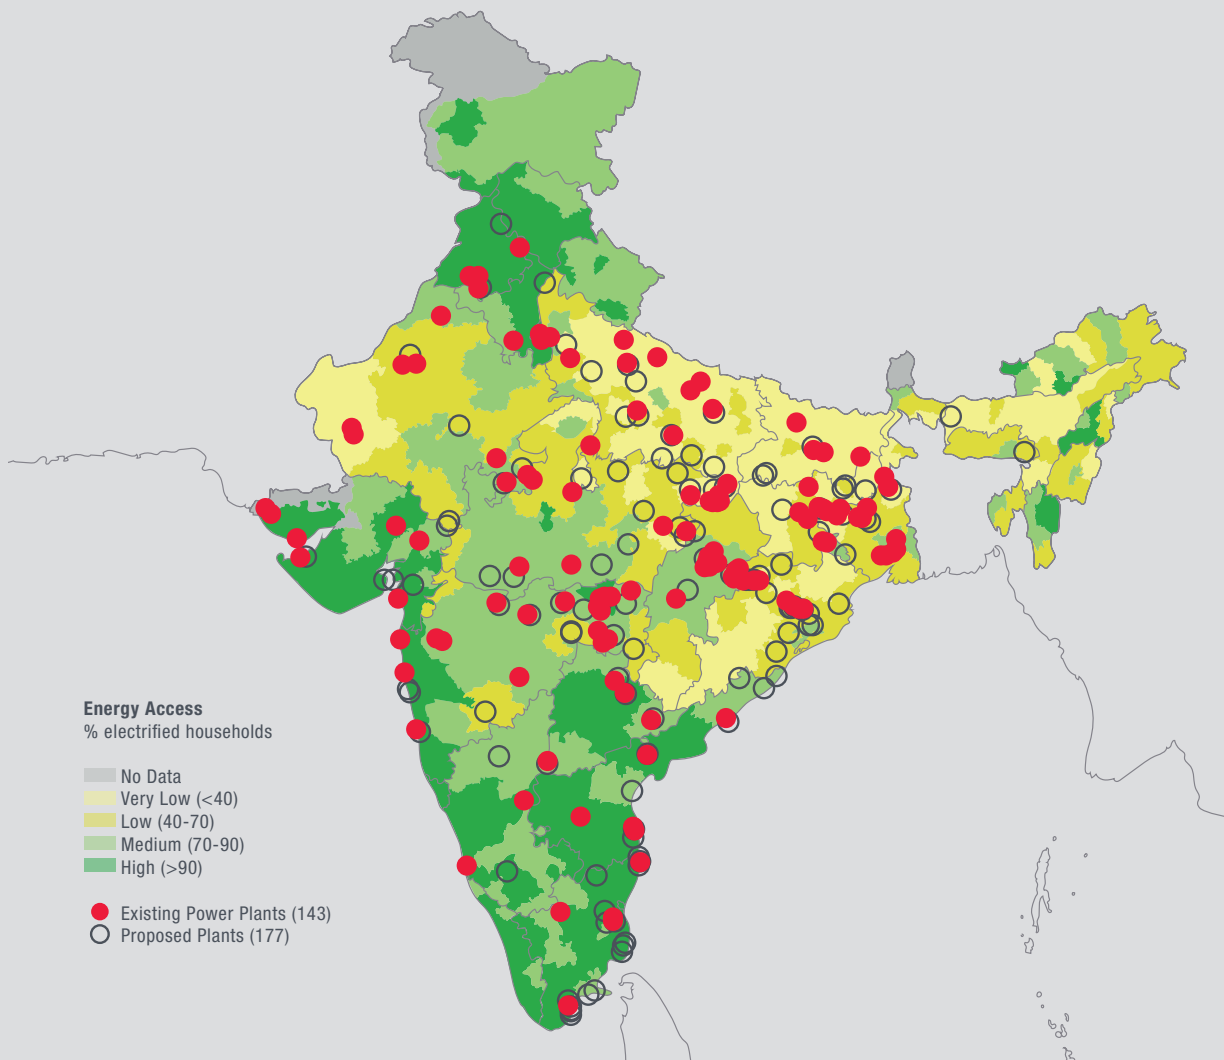 Energy Access
% electrified households
No Data
Very Low (<40)
Low (40-70)
Medium (70-90)
High (>90)
Existing Power Plants (143)
Proposed Plants (177)